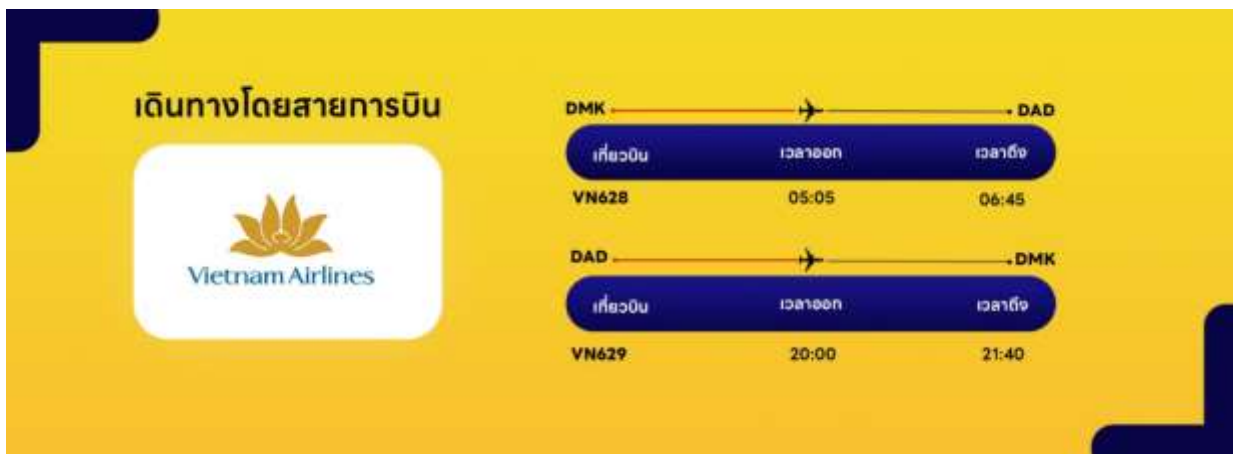 เดินทางโดยสายการบิน
Vietnam Airlines
DMK DAD
เที่ยวบิน เวลาออก เวลาถึง
VN628 05:05 06:45
DAD DMK
เที่ยวบิน เวลาออก เวลาถึง
VN629 20:00 21:40